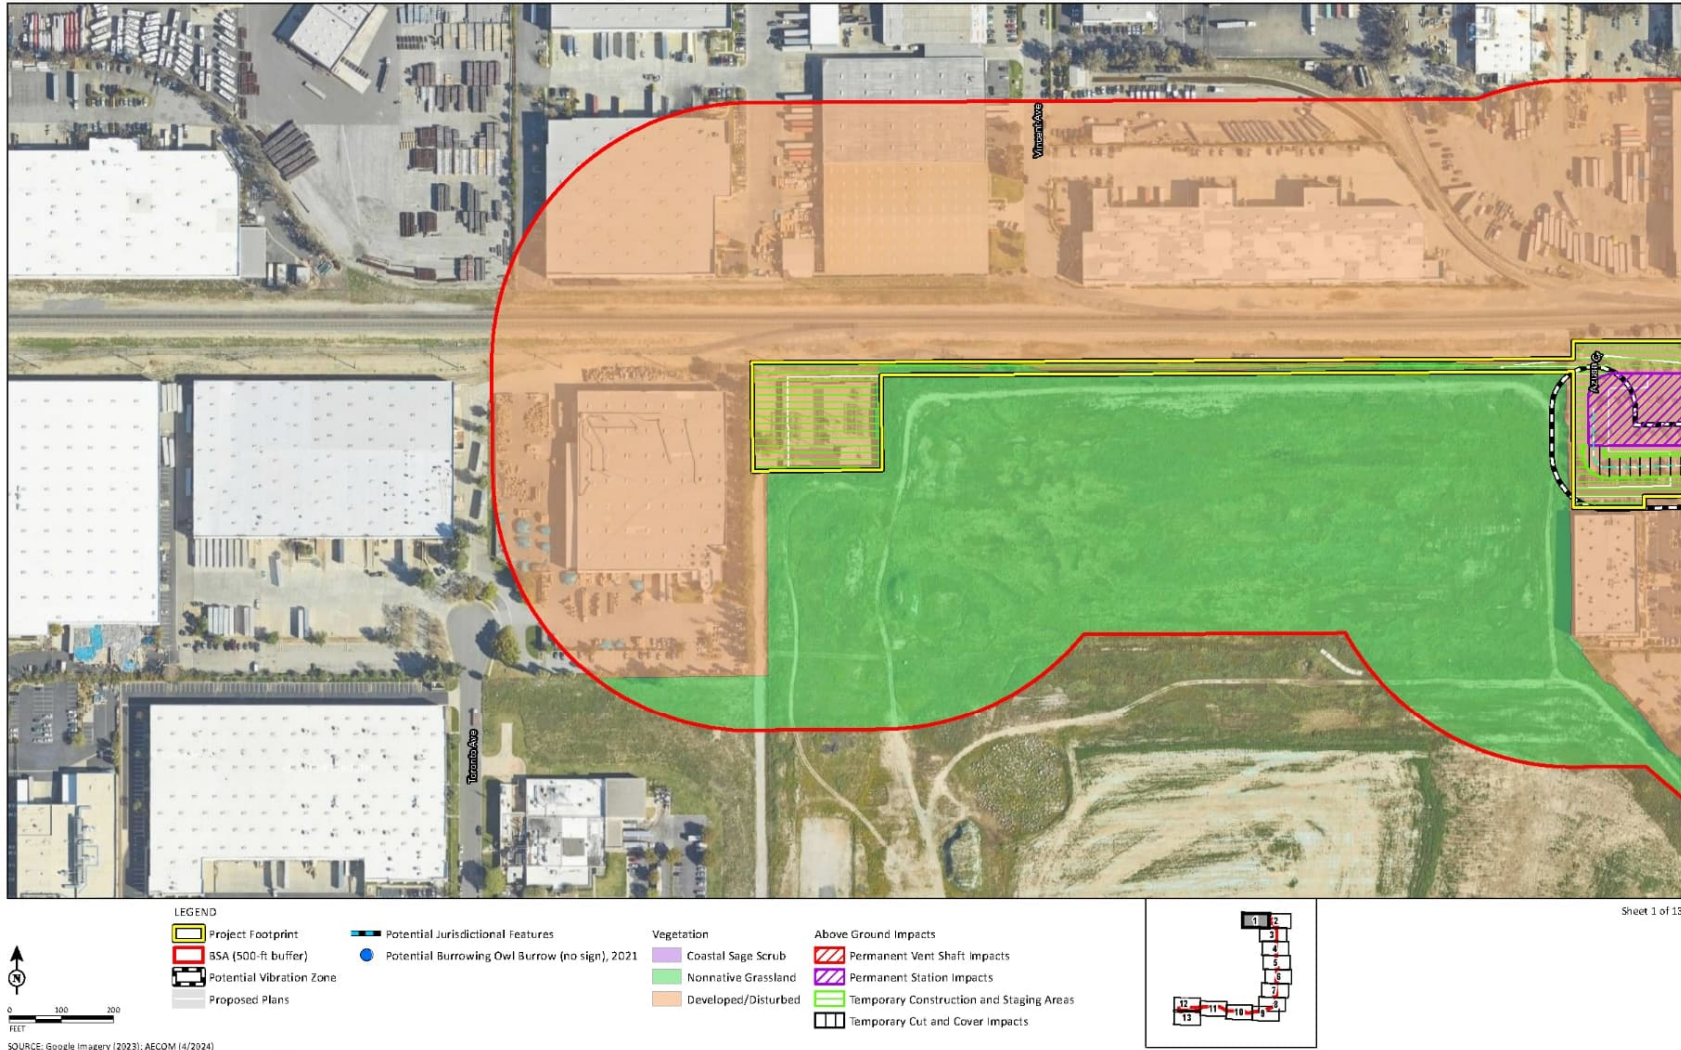 Vincent Ave
Azusa Ct
Toronto Ave
LEGEND
Project Footprint
BSA (500-ft buffer)
Potential Vibration Zone
Proposed Plans
Potential Jurisdictional Features
Potential Burrowing Owl Burrow (no sign), 2021
Vegetation
Coastal Sage Scrub
Nonnative Grassland
Developed/Disturbed
Above Ground Impacts
Permanent Vent Shaft Impacts
Permanent Station Impacts
Temporary Construction and Staging Areas
Temporary Cut and Cover Impacts
Sheet 1 of 13
1
2
3
4
5
6
7
8
9
10
11
12
13
N
0 100 200
FEET
SOURCE: Google Imagery (2023); AECOM (4/2024)